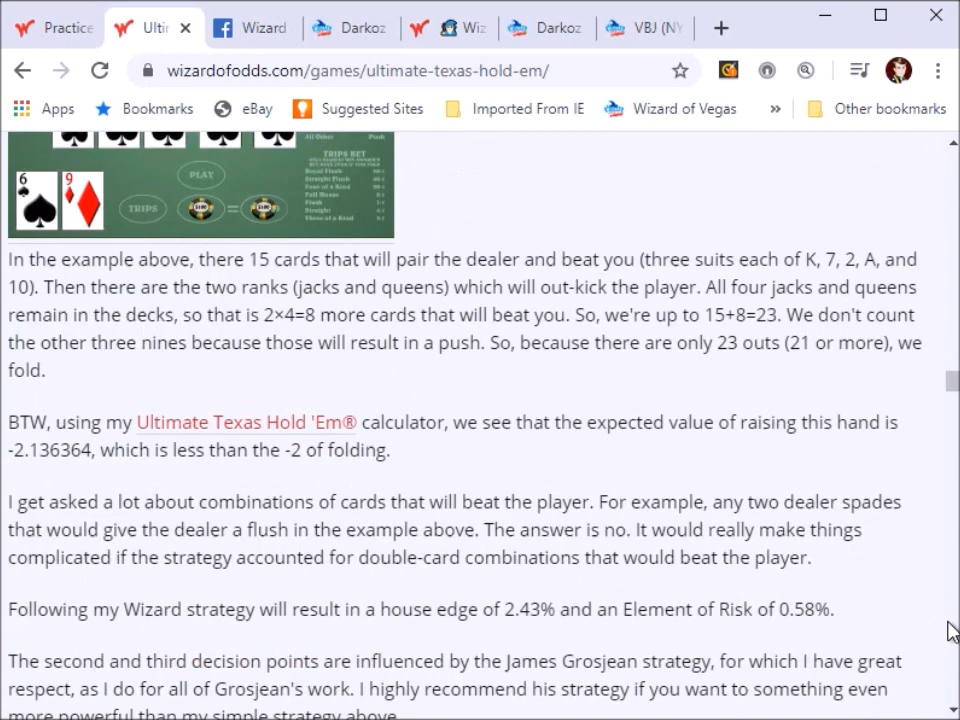 Practice
Ultir
Wizard
Darkoz
Wiz
Darkoz
VBJ (NY
wizardofodds.com/games/ultimate-texas-hold-em/
Apps
Bookmarks
eBay
Suggested Sites
Imported From IE
Wizard of Vegas
»
Other bookmarks
All Other Push
TRIPS BET
Royal Flush
Straight Flush
Four of a Kind
Full House
Flush
Straight
Three of a Kind
PLAY
6
9
TRIPS
$100
=
$100
In the example above, there 15 cards that will pair the dealer and beat you (three suits each of K, 7, 2, A, and
10). Then there are the two ranks (jacks and queens) which will out-kick the player. All four jacks and queens
remain in the decks, so that is 2×4=8 more cards that will beat you. So, we're up to 15+8=23. We don't count
the other three nines because those will result in a push. So, because there are only 23 outs (21 or more), we
fold.
BTW, using my Ultimate Texas Hold 'Em® calculator, we see that the expected value of raising this hand is
-2.136364, which is less than the -2 of folding.
I get asked a lot about combinations of cards that will beat the player. For example, any two dealer spades
that would give the dealer a flush in the example above. The answer is no. It would really make things
complicated if the strategy accounted for double-card combinations that would beat the player.
Following my Wizard strategy will result in a house edge of 2.43% and an Element of Risk of 0.58%.
The second and third decision points are influenced by the James Grosjean strategy, for which I have great
respect, as I do for all of Grosjean's work. I highly recommend his strategy if you want to something even
more powerful than my simple strategy above.